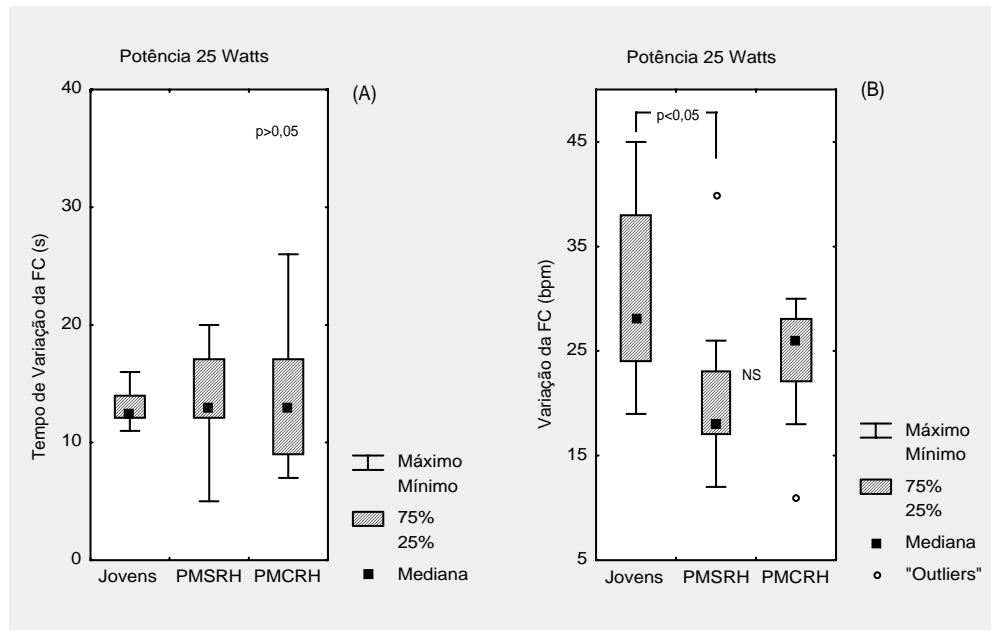 Potência 25 Watts
(A)
Tempo de Variação da FC (s)
40
30
20
10
0
p>0,05
Jovens PMSRH PMCRH
Máximo
Mínimo
75%
25%
Mediana
Potência 25 Watts
(B)
Variação da FC (bpm)
45
35
25
15
5
p<0,05
NS
Jovens PMSRH PMCRH
Máximo
Mínimo
75%
25%
Mediana
"Outliers"